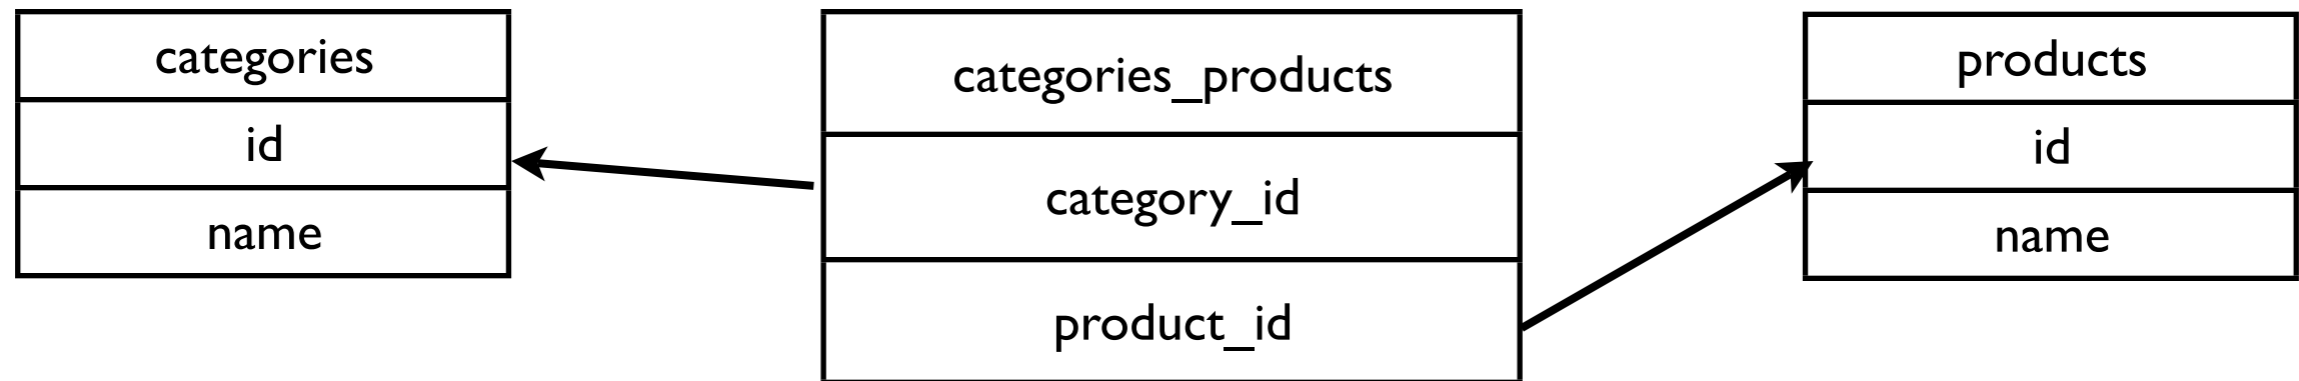 categories
id
name
categories_products
category_id
product_id
products
id
name